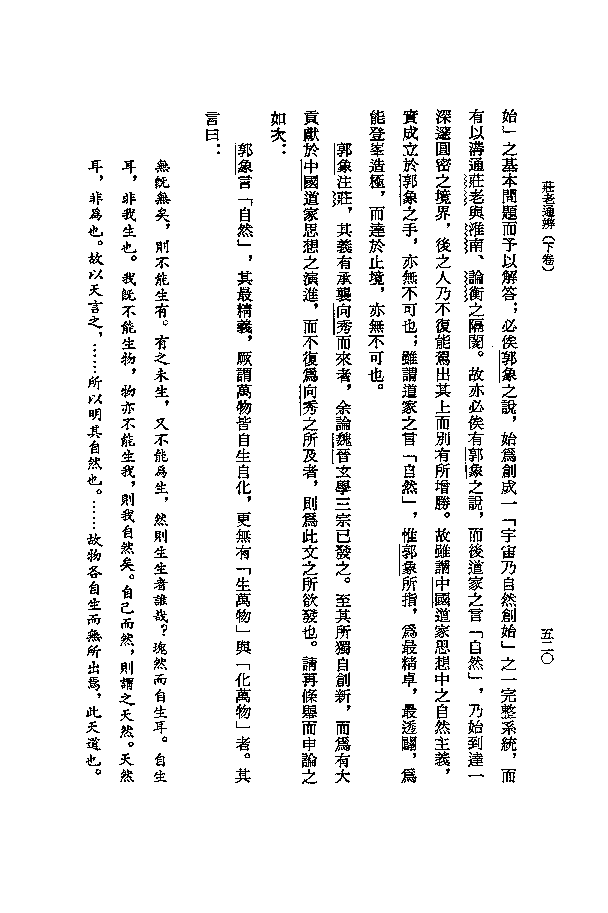 莊老通辨（下卷）
五二〇
始」之基本問題而予以解答；必俟郭象之說，始為創成一「宇宙乃自然創始」之一完整系統，而
有以溝通莊老與淮南、論衡之隔閡。故亦必俟有郭象之說，而後道家之言「自然」，乃始到達一
深邃圓密之境界，後之人乃不復能駕出其上而別有所增勝。故雖謂中國道家思想中之自然主義，
實成立於郭象之手，亦無不可也；雖謂道家之言「自然」，惟郭象所指，為最精卓，最透闢，為
能登峯造極，而達於止境，亦無不可也。
郭象注莊，其義有承襲向秀而來者，余論魏晉玄學三宗已發之。至其所獨自創新，而為有大
貢獻於中國道家思想之演進，而不復為向秀之所及者，則為此文之所欲發也。請再條舉而申論之
如次：
郭象言「自然」，其最精義，厥謂萬物皆自生自化，更無有「生萬物」與「化萬物」者。其
言曰：
無既無矣，則不能生有。有之未生，又不能為生，然則生生者誰哉？塊然而自生耳。自生
耳，非我生也。我既不能生物，物亦不能生我，則我自然矣。自己而然，則謂之天然。天然
耳，非為也。故以天言之，……所以明其自然也。……故物各自生而無所出焉，此天道也。